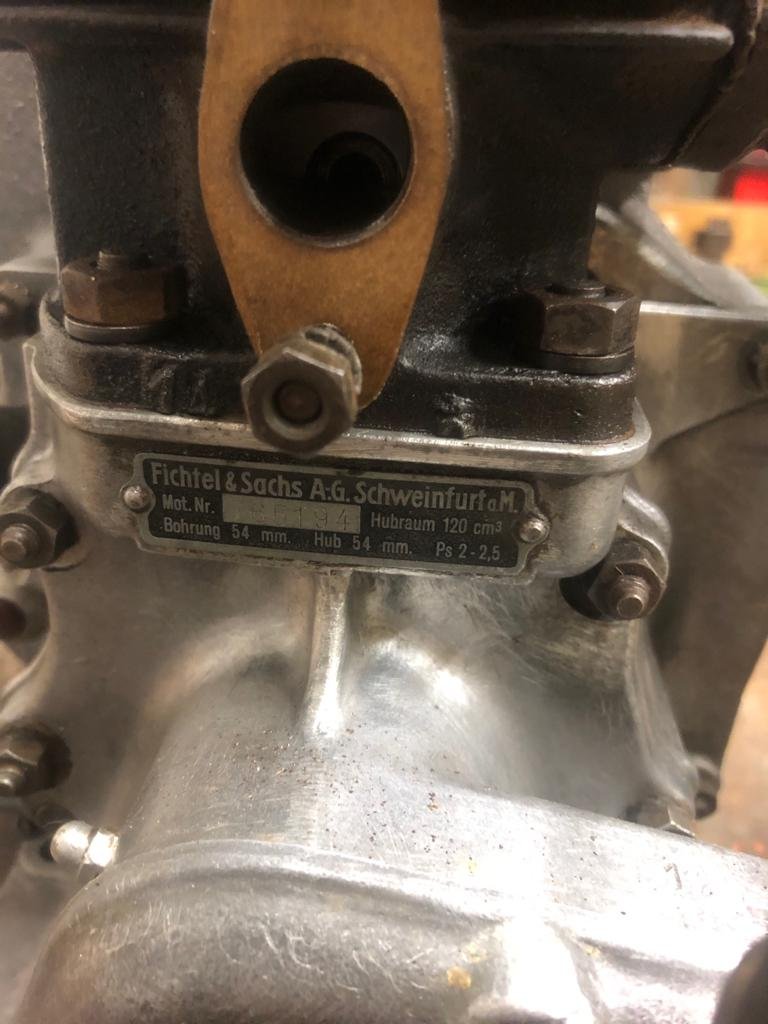 Fichtel & Sachs A-G. Schweinfurt a M.
Mot. Nr. Hubraum 120 cm³
Bohrung 54 mm. Hub 54 mm. Ps 2-2,5